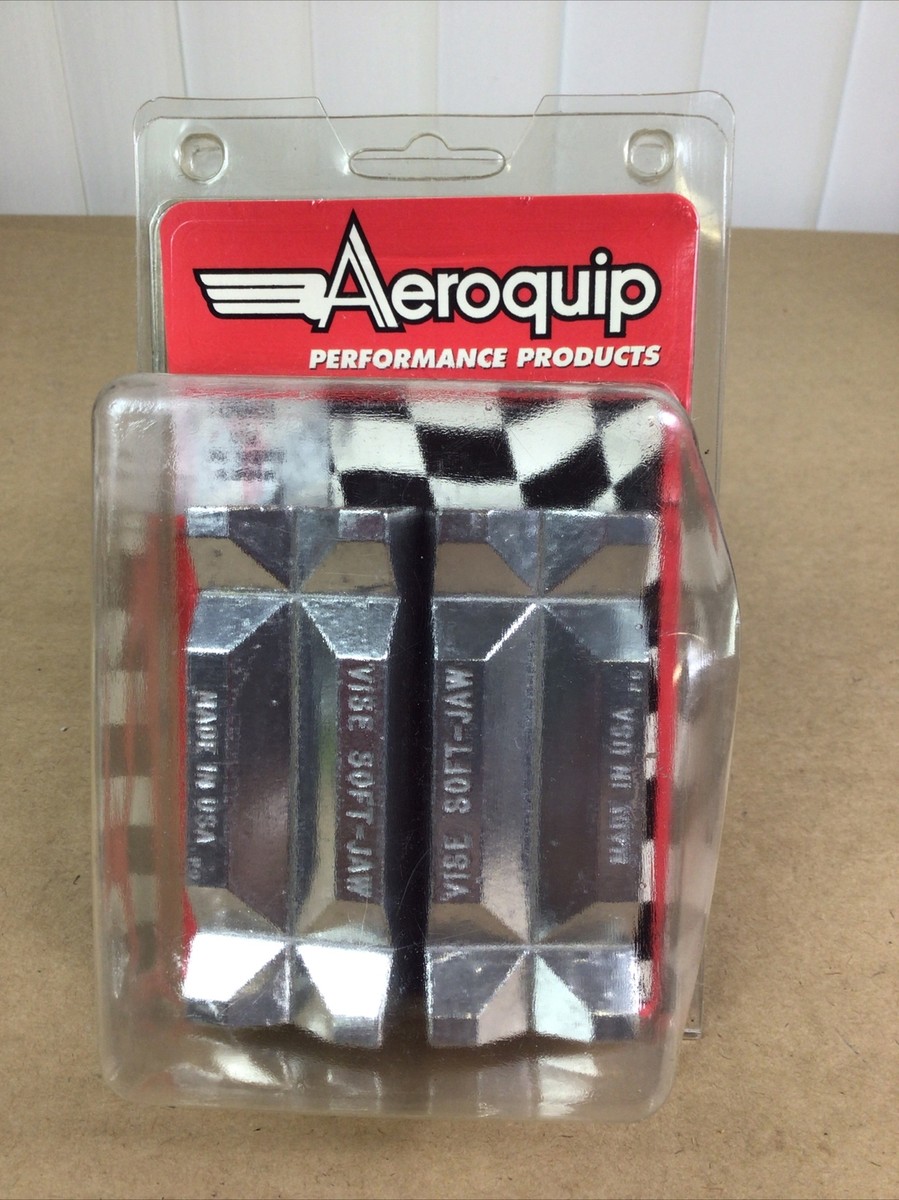 Aeroquip
PERFORMANCE PRODUCTS
MADE IN USA
VISE SOFT-JAW
VISE SOFT-JAW
MADE IN USA